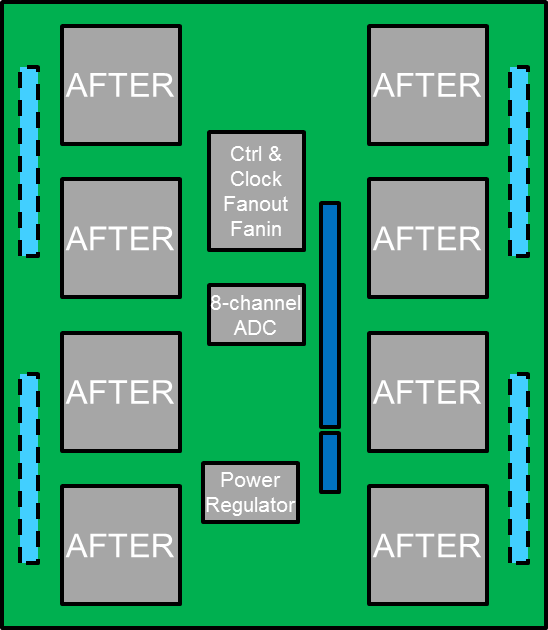 AFTER
AFTER
Ctrl &
Clock
Fanout
Fanin
AFTER
AFTER
8-channel
ADC
AFTER
AFTER
Power
Regulator
AFTER
AFTER